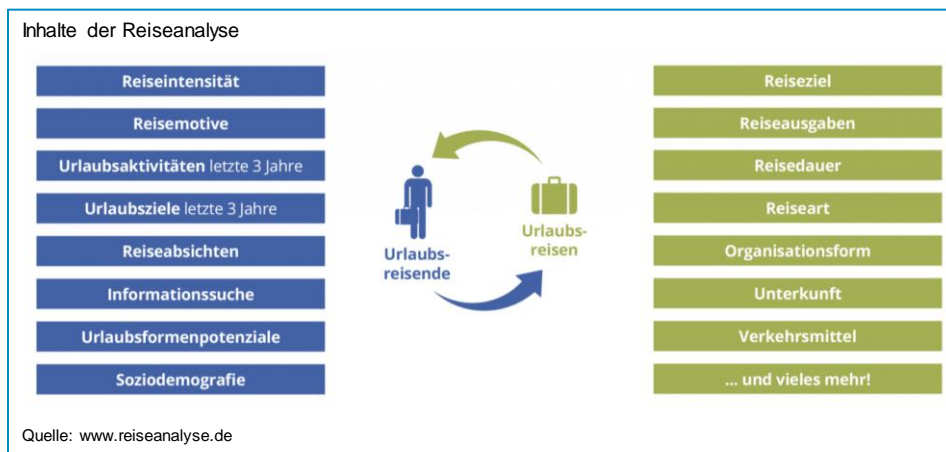 Inhalte der Reiseanalyse
Reiseintensität
Reisemotive
Urlaubsaktivitäten letzte 3 Jahre
Urlaubsziele letzte 3 Jahre
Reiseabsichten
Informationssuche
Urlaubsformenpotenziale
Soziodemografie
Urlaubs-
reisende
Urlaubs-
reisen
Reiseziel
Reiseausgaben
Reisedauer
Reiseart
Organisationsform
Unterkunft
Verkehrsmittel
... und vieles mehr!
Quelle: www.reiseanalyse.de